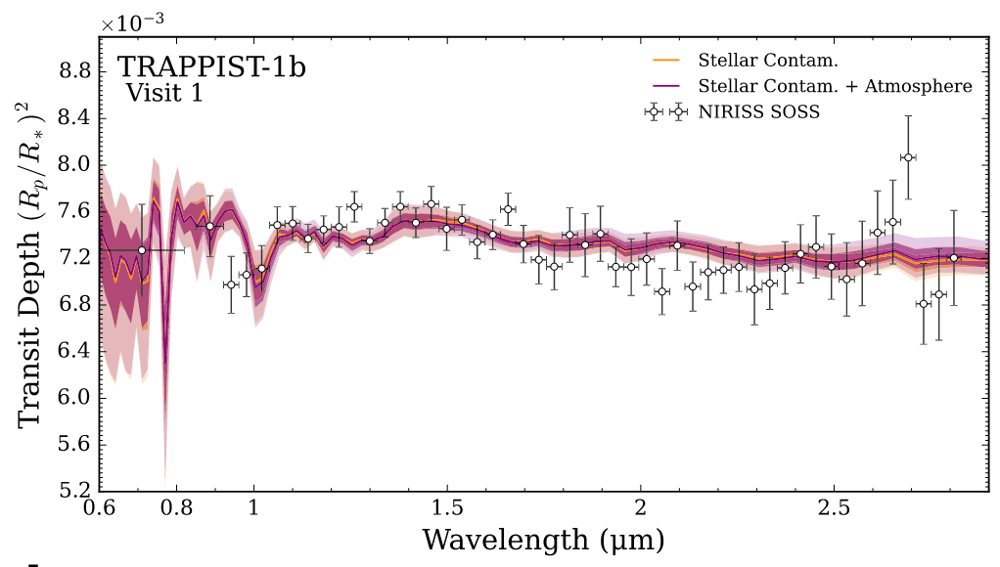 ×10⁻³
TRAPPIST-1b
Visit 1
Stellar Contam.
Stellar Contam. + Atmosphere
NIRISS SOSS
Transit Depth (R_p/R_*)²
8.8
8.4
8.0
7.6
7.2
6.8
6.4
6.0
5.6
5.2
0.6 0.8 1 1.5 2 2.5
Wavelength (μm)